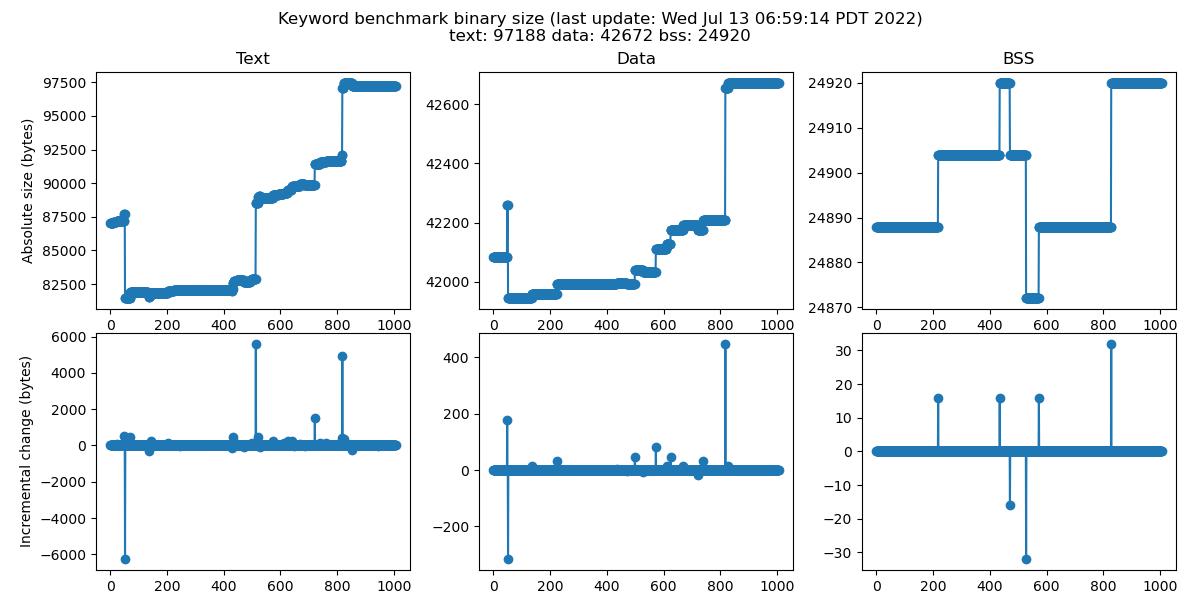 Keyword benchmark binary size (last update: Wed Jul 13 06:59:14 PDT 2022)
text: 97188 data: 42672 bss: 24920
Text
Data
BSS
Absolute size (bytes)
97500
95000
92500
90000
87500
85000
82500
0 200 400 600 800 1000
42600
42400
42200
42000
0 200 400 600 800 1000
24920
24910
24900
24890
24880
24870
0 200 400 600 800 1000
Incremental change (bytes)
6000
4000
2000
0
−2000
−4000
−6000
0 200 400 600 800 1000
400
200
0
−200
0 200 400 600 800 1000
30
20
10
0
−10
−20
−30
0 200 400 600 800 1000